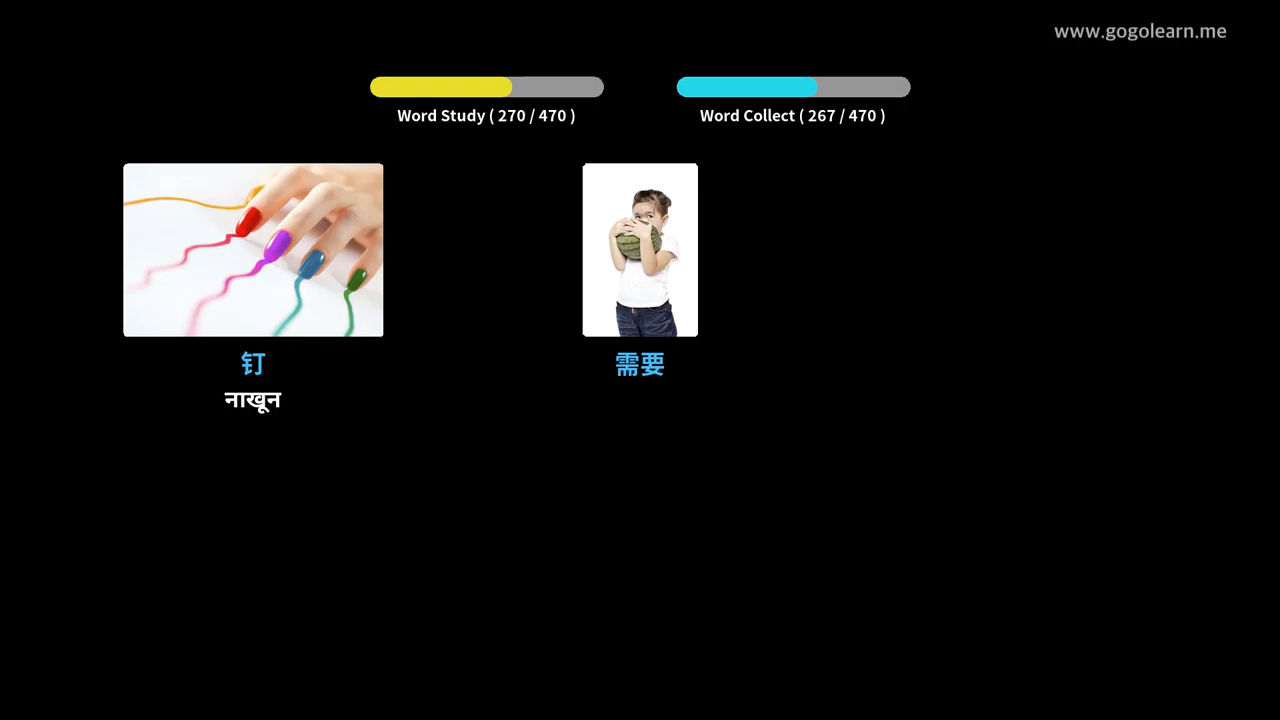 www.gogolearn.me
Word Study ( 270 / 470 )
Word Collect ( 267 / 470 )
钉
नाखून
需要